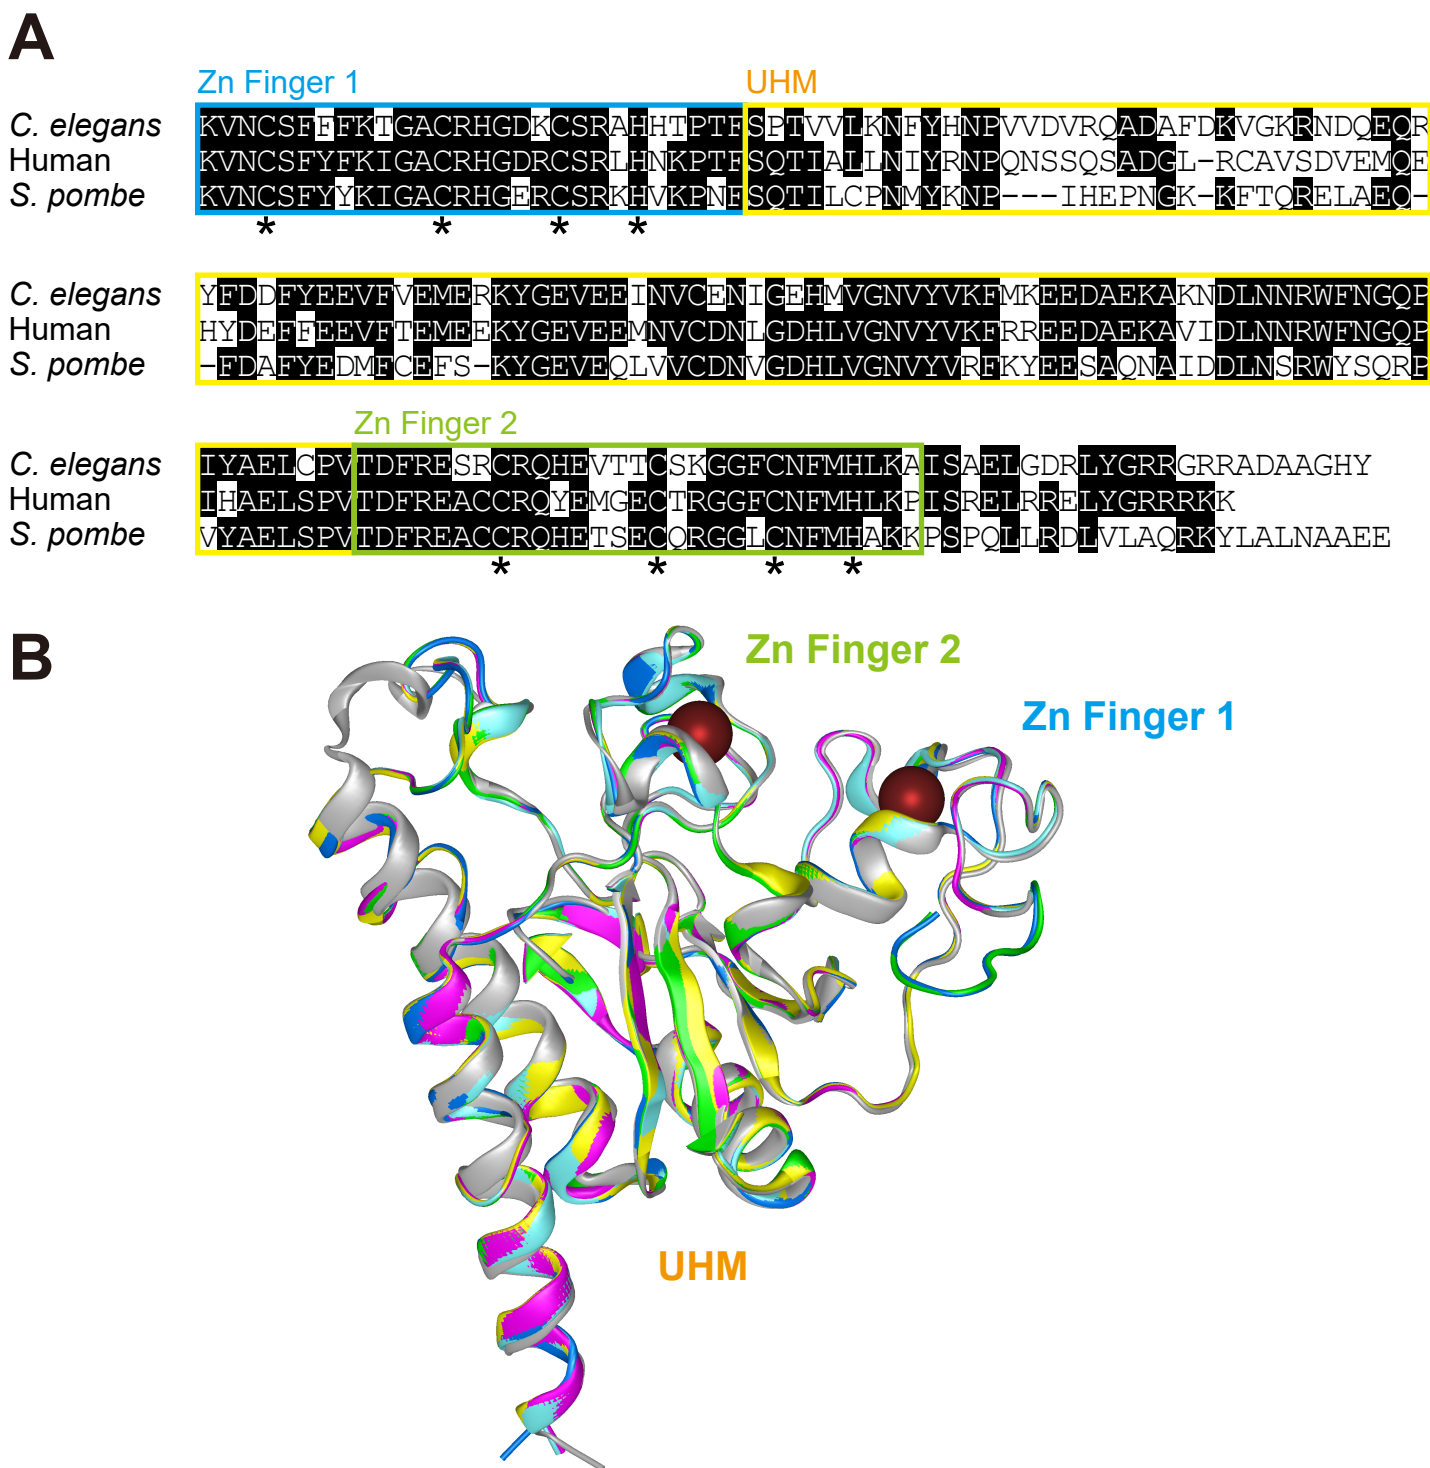 A
Zn Finger 1 UHM
C. elegans KVNCSFFFKTGACRHGDKCSRAHHTPTFSPTVVLKNFYHNPVVDVRQADAFDKVGKRNDQEQR
Human KVNCSFYFKIGACRHGDRCSRLHNKPTFSQTIALLNIYRNPQNSSQSADGL-RCAVSDVEMQE
S. pombe KVNCSFYYKIGACRHGERCSRKHVKPNFSQTILCPNMYKNP---IHEPNGK-KFTQRELAEQ-
* * * *
C. elegans YFDDFYEEVFVEMERKYGEVEEINVCENIGEHMVGNVYVKFMKEEDAEKAKNDLNNRWFNGQP
Human HYDEFFEEVFTEMEEKYGEVEEMNVCDNLGDHLVGNVYVKFRREEDAEKAVIDLNNRWFNGQP
S. pombe -FDAFYEDMFCEFS-KYGEVEQLVVCDNVGDHLVGNVYVRFKYEESAQNAIDDLNSRWYSQRP
Zn Finger 2
C. elegans IYAELCPVTDFRESRCRQHEVTTCSKGGFCNFMHLKAISAELGDRLYGRRGRRADAAGHY
Human IHAELSPVTDFREACCRQYEMGECTRGGFCNFMHLKPISRELRRELYGRRRKK
S. pombe VYAELSPVTDFREACCRQHETSECQRGGLCNFMHAKKPSPQLLRDLVLAQRKYLALNAAEE
* * * *
B
Zn Finger 2
Zn Finger 1
UHM